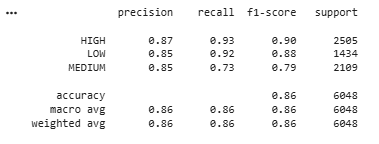 ... precision recall f1-score support
HIGH 0.87 0.93 0.90 2505
LOW 0.85 0.92 0.88 1434
MEDIUM 0.85 0.73 0.79 2109
accuracy 0.86 6048
macro avg 0.86 0.86 0.86 6048
weighted avg 0.86 0.86 0.86 6048